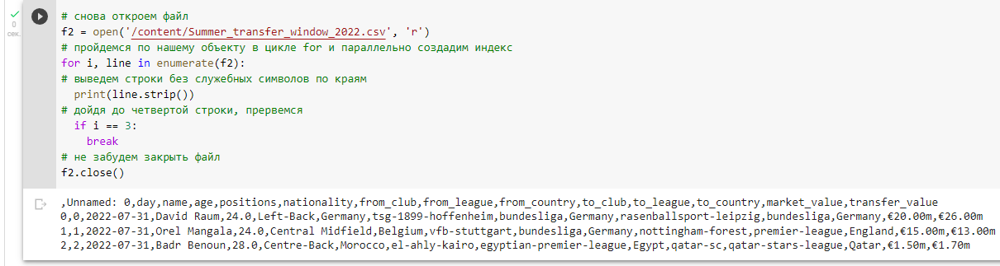 0
сек.
# снова откроем файл
f2 = open('/content/Summer_transfer_window_2022.csv', 'r')
# пройдемся по нашему объекту в цикле for и параллельно создадим индекс
for i, line in enumerate(f2):
# выведем строки без служебных символов по краям
  print(line.strip())
# дойдя до четвертой строки, прервемся
  if i == 3:
    break
# не забудем закрыть файл
f2.close()
,Unnamed: 0,day,name,age,positions,nationality,from_club,from_league,from_country,to_club,to_league,to_country,market_value,transfer_value
0,0,2022-07-31,David Raum,24.0,Left-Back,Germany,tsg-1899-hoffenheim,bundesliga,Germany,rasenballsport-leipzig,bundesliga,Germany,€20.00m,€26.00m
1,1,2022-07-31,Orel Mangala,24.0,Central Midfield,Belgium,vfb-stuttgart,bundesliga,Germany,nottingham-forest,premier-league,England,€15.00m,€13.00m
2,2,2022-07-31,Badr Benoun,28.0,Centre-Back,Morocco,el-ahly-kairo,egyptian-premier-league,Egypt,qatar-sc,qatar-stars-league,Qatar,€1.50m,€1.70m